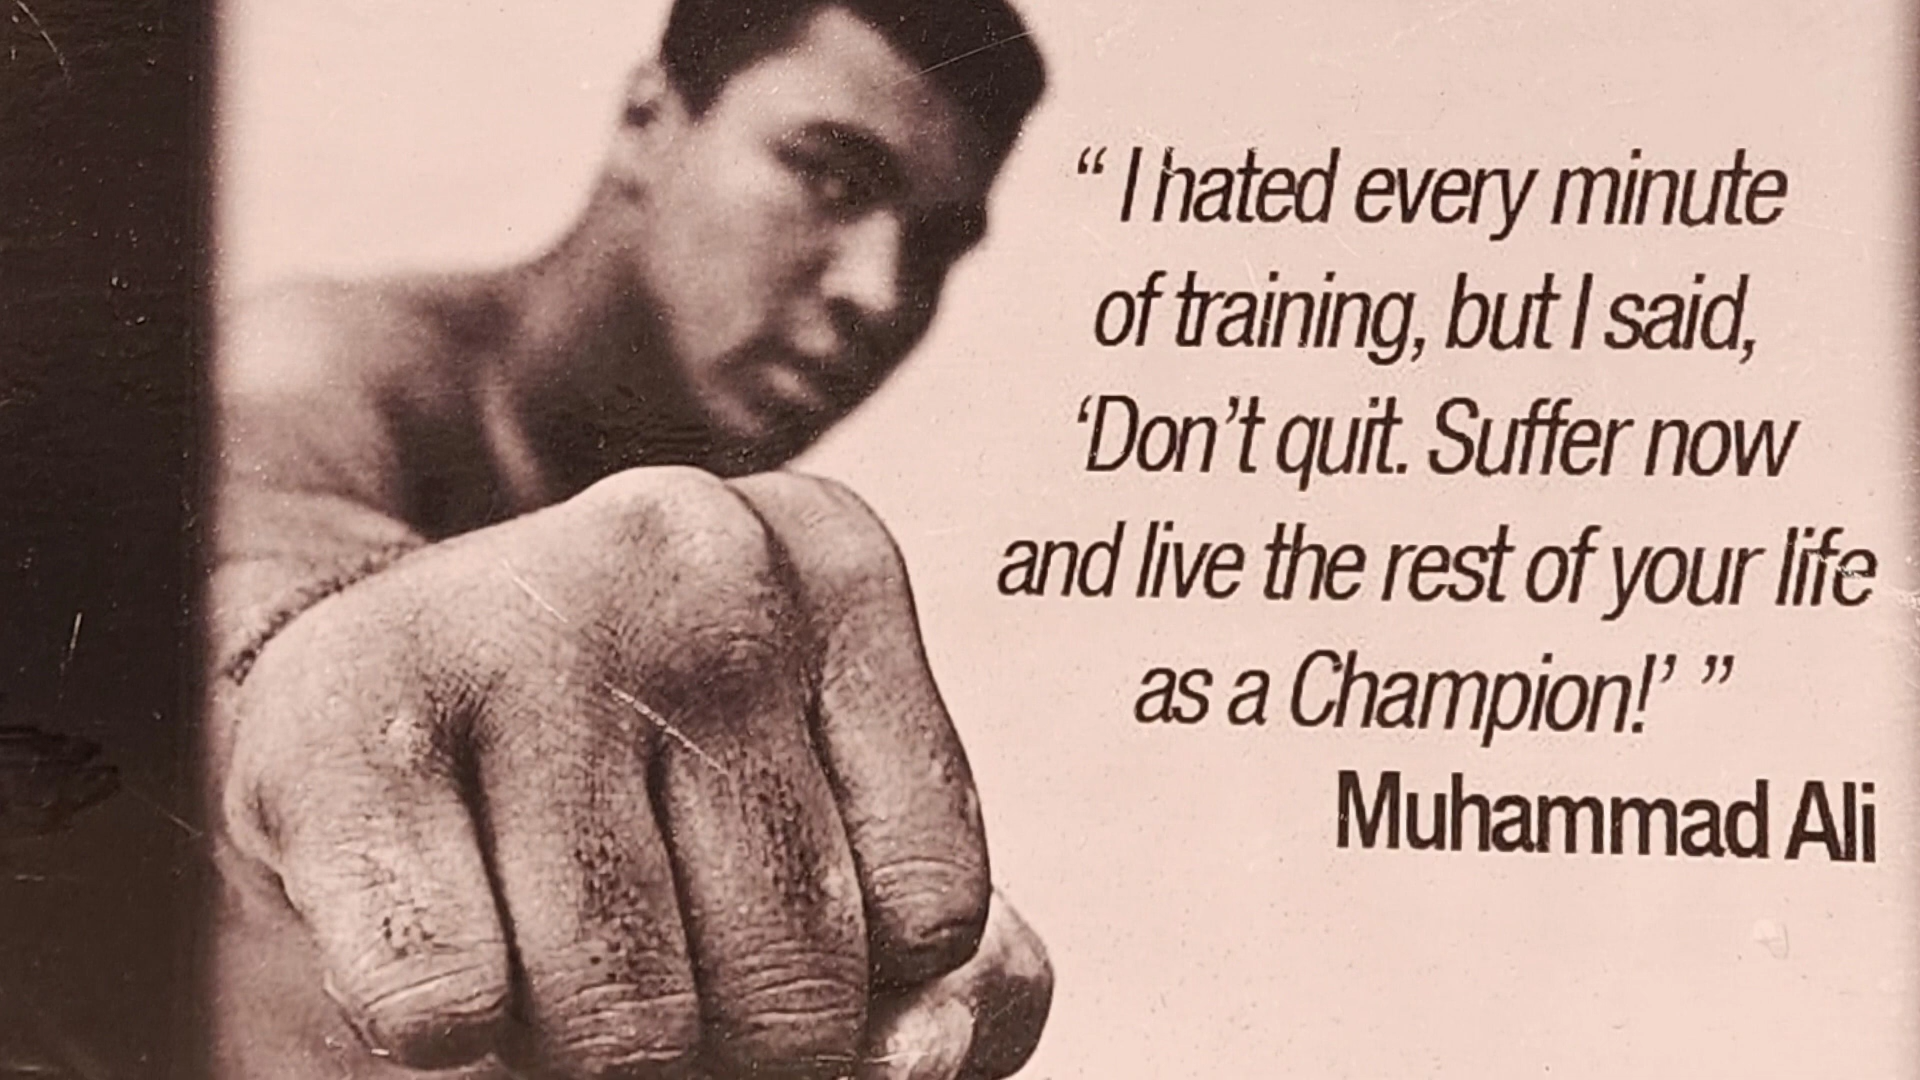 “ I hated every minute
of training, but I said,
‘Don’t quit. Suffer now
and live the rest of your life
as a Champion!’ ”
Muhammad Ali